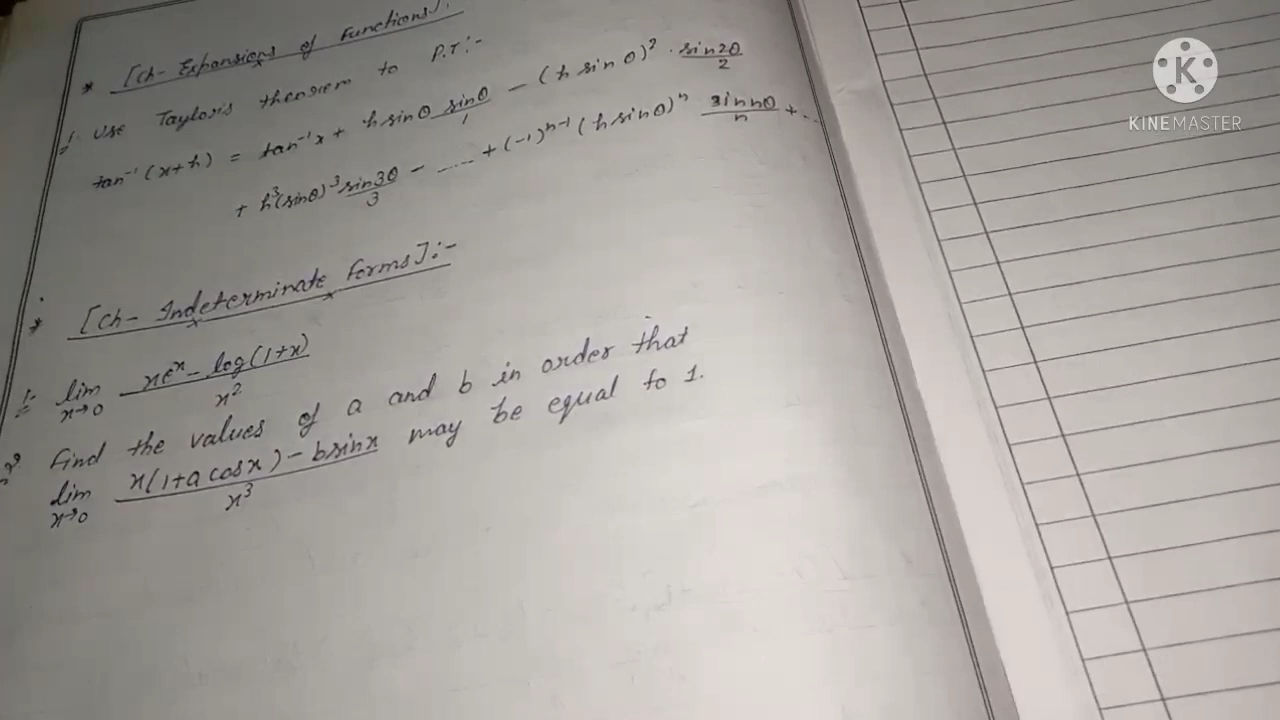 * [Ch- Expansions of Functions]:-
1. Use Taylor's theorem to P.T:-
tan⁻¹(x+h) = tan⁻¹x + h sinθ sinθ/1 - (h sinθ)² · sin2θ/2
+ h³(sinθ)³ sin3θ/3 - ..... + (-1)ⁿ⁻¹ (h sinθ)ⁿ sin nθ/n + ...
* [Ch- Indeterminate Forms]:-
1:- lim x→0 xeˣ - log(1+x)/x²
Find the values of a and b in order that
lim x→0 x(1+a cosx) - b sinx/x³ may be equal to 1.
K
KINEMASTER